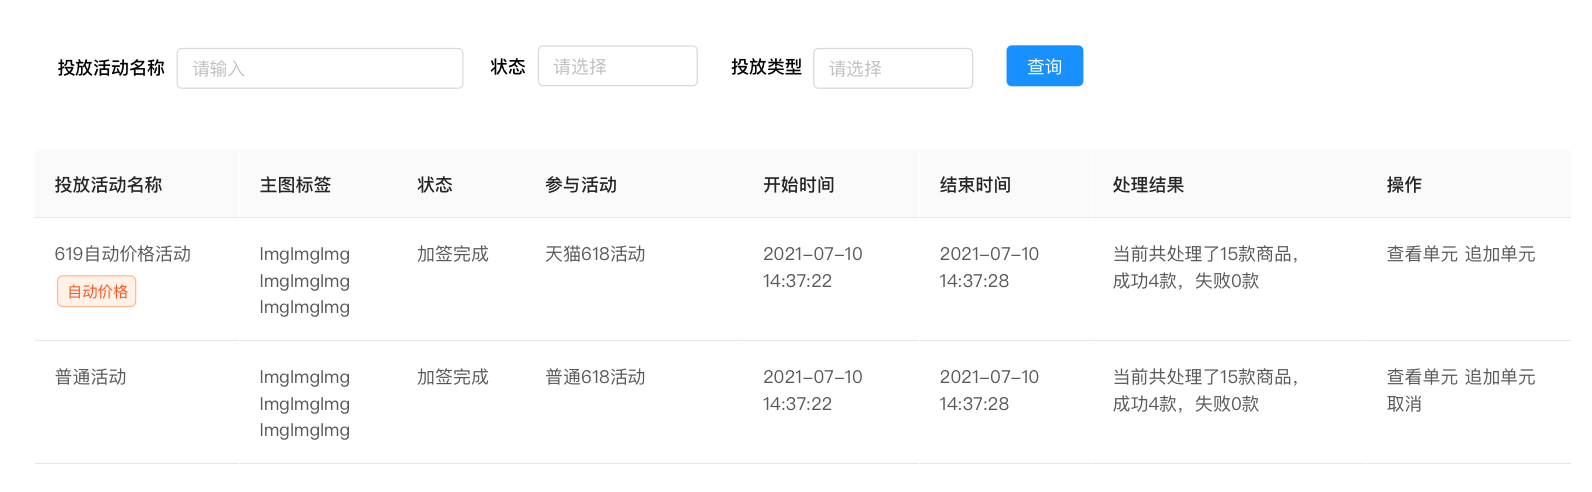 投放活动名称 请输入 状态 请选择 投放类型 请选择 查询
投放活动名称 主图标签 状态 参与活动 开始时间 结束时间 处理结果 操作
619自动价格活动 ImgImgImg 加签完成 天猫618活动 2021-07-10 2021-07-10 当前共处理了15款商品， 查看单元 追加单元
自动价格 ImgImgImg 14:37:22 14:37:28 成功4款，失败0款
ImgImgImg
普通活动 ImgImgImg 加签完成 普通618活动 2021-07-10 2021-07-10 当前共处理了15款商品， 查看单元 追加单元
ImgImgImg 14:37:22 14:37:28 成功4款，失败0款 取消
ImgImgImg